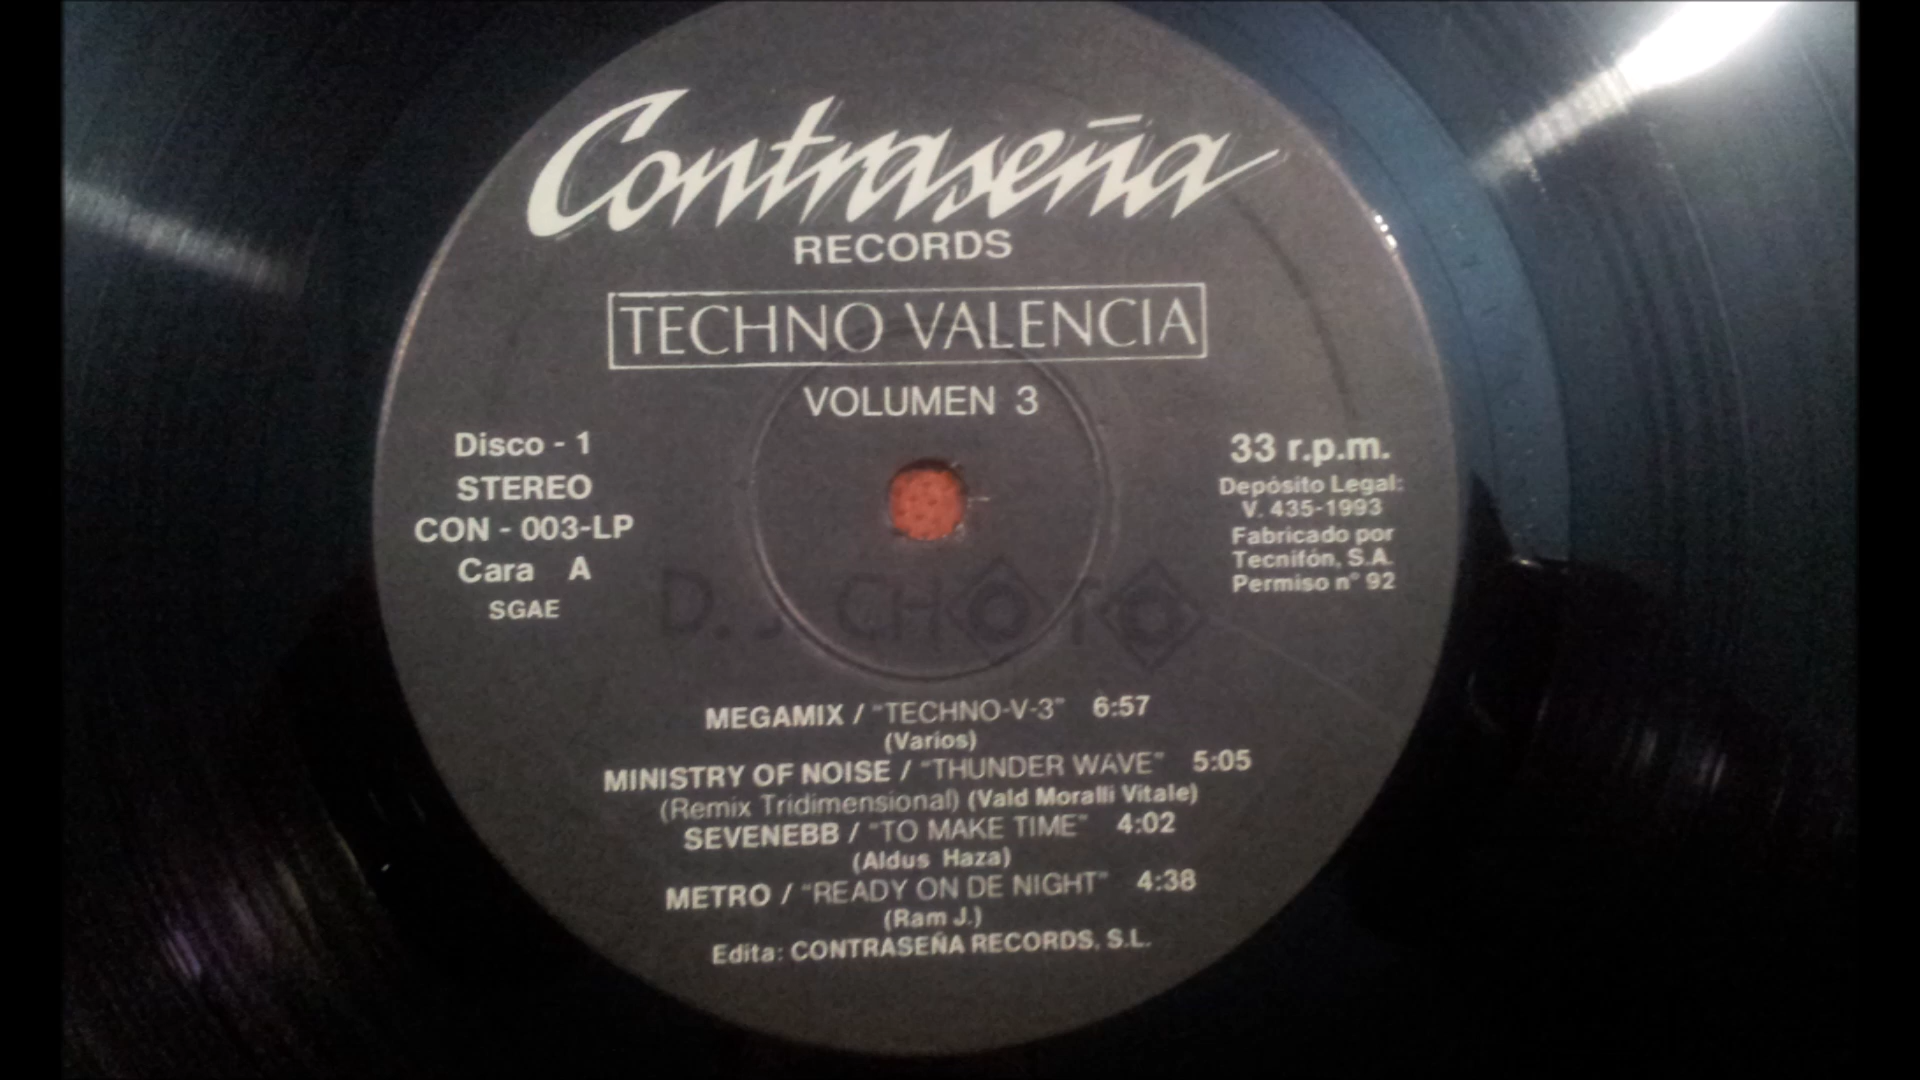 Contraseña
RECORDS
TECHNO VALENCIA
VOLUMEN 3
Disco - 1
STEREO
CON - 003-LP
Cara A
SGAE
33 r.p.m.
Depósito Legal:
V. 435-1993
Fabricado por
Tecnifón, S.A.
Permiso n° 92
D.J CHOTO
MEGAMIX / "TECHNO-V-3" 6:57
(Varios)
MINISTRY OF NOISE / "THUNDER WAVE" 5:05
(Remix Tridimensional) (Vald Moralli Vitale)
SEVENEBB / "TO MAKE TIME" 4:02
(Aldus Haza)
METRO / "READY ON DE NIGHT" 4:38
(Ram J.)
Edita: CONTRASEÑA RECORDS, S.L.